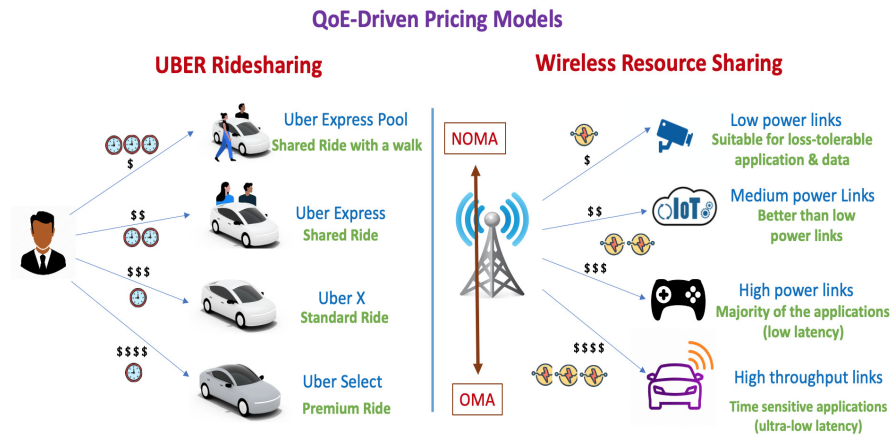 QoE-Driven Pricing Models
UBER Ridesharing
$
Uber Express Pool
Shared Ride with a walk
$$
Uber Express
Shared Ride
$$$
Uber X
Standard Ride
$$$$
Uber Select
Premium Ride
Wireless Resource Sharing
NOMA
OMA
$
Low power links
Suitable for loss-tolerable
application & data
$$
IoT
Medium power Links
Better than low
power links
$$$
High power links
Majority of the applications
(low latency)
$$$$
High throughput links
Time sensitive applications
(ultra-low latency)